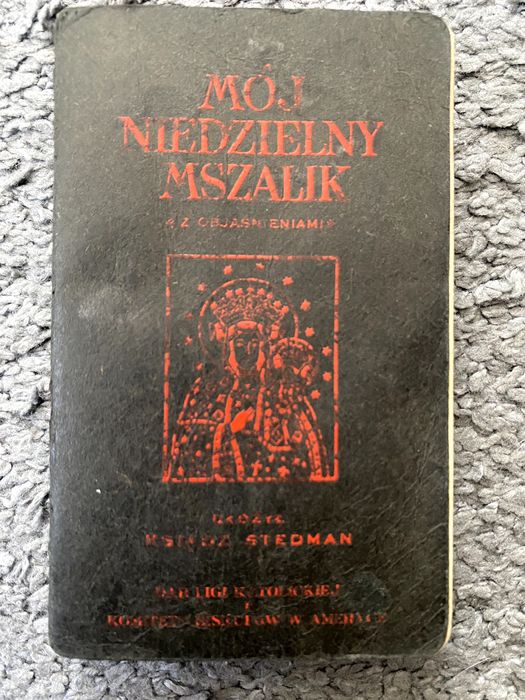 MÓJ
NIEDZIELNY
MSZALIK
* Z OBJAŚNIENIAMI *
UŁOŻYŁ
KSIĄDZ STEDMAN
DAR LIGI KATOLICKIEJ
I
KOMITETU BISKUPÓW W AMERYCE